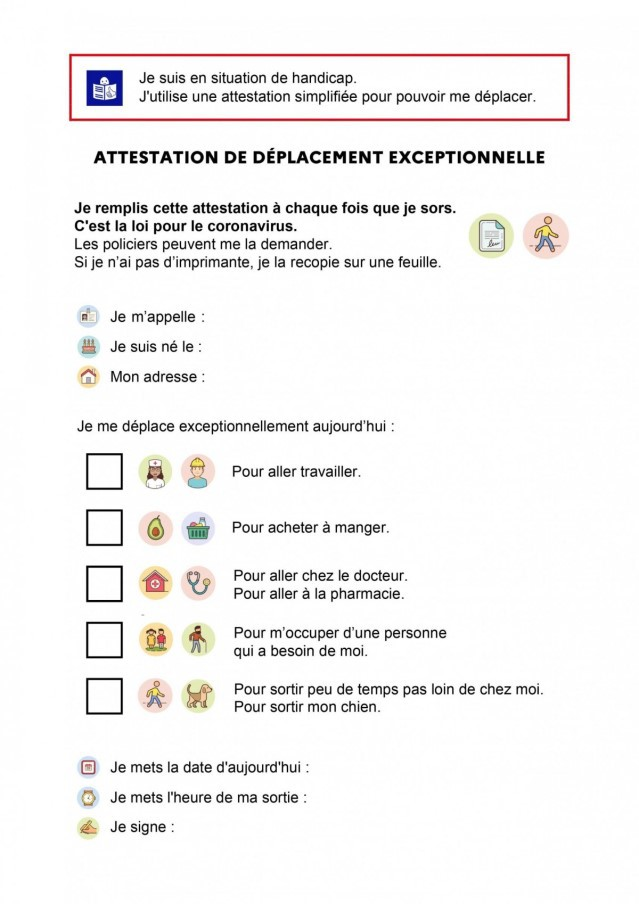 Je suis en situation de handicap.
J'utilise une attestation simplifiée pour pouvoir me déplacer.
ATTESTATION DE DÉPLACEMENT EXCEPTIONNELLE
Je remplis cette attestation à chaque fois que je sors.
C'est la loi pour le coronavirus.
Les policiers peuvent me la demander.
Si je n’ai pas d’imprimante, je la recopie sur une feuille.
Je m’appelle :
Je suis né le :
Mon adresse :
Je me déplace exceptionnellement aujourd’hui :
Pour aller travailler.
Pour acheter à manger.
Pour aller chez le docteur.
Pour aller à la pharmacie.
Pour m’occuper d’une personne
qui a besoin de moi.
Pour sortir peu de temps pas loin de chez moi.
Pour sortir mon chien.
Je mets la date d'aujourd'hui :
Je mets l'heure de ma sortie :
Je signe :